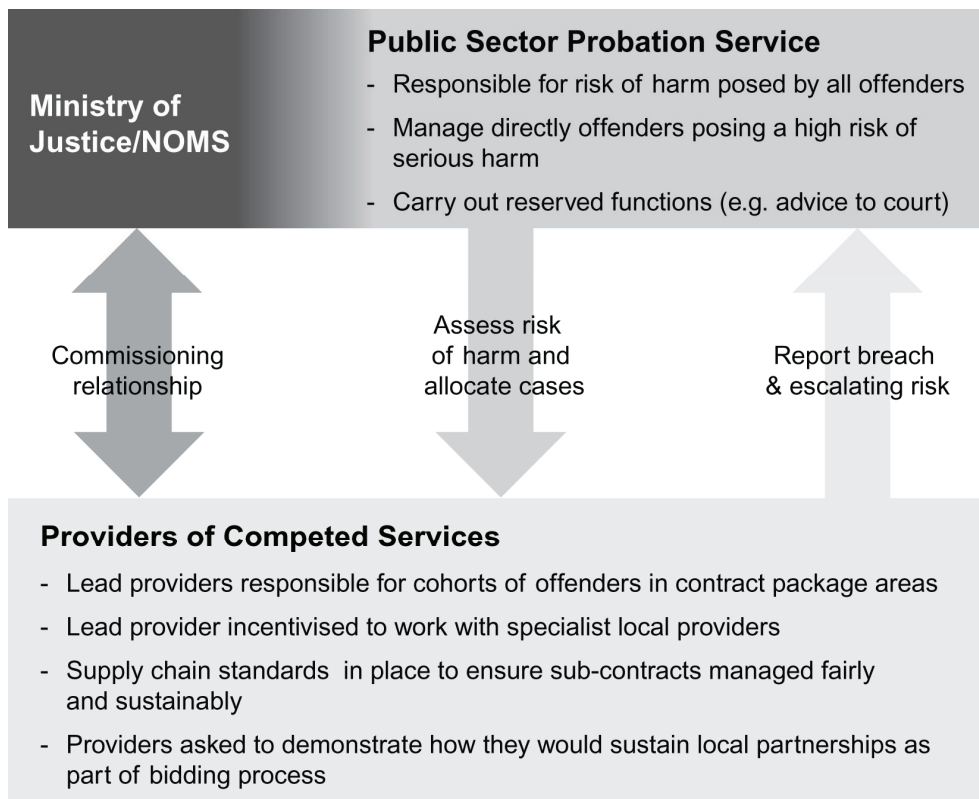 Ministry of
Justice/NOMS
Public Sector Probation Service
- Responsible for risk of harm posed by all offenders
- Manage directly offenders posing a high risk of
serious harm
- Carry out reserved functions (e.g. advice to court)
Commissioning
relationship
Assess risk
of harm and
allocate cases
Report breach
& escalating risk
Providers of Competed Services
- Lead providers responsible for cohorts of offenders in contract package areas
- Lead provider incentivised to work with specialist local providers
- Supply chain standards in place to ensure sub-contracts managed fairly
and sustainably
- Providers asked to demonstrate how they would sustain local partnerships as
part of bidding process